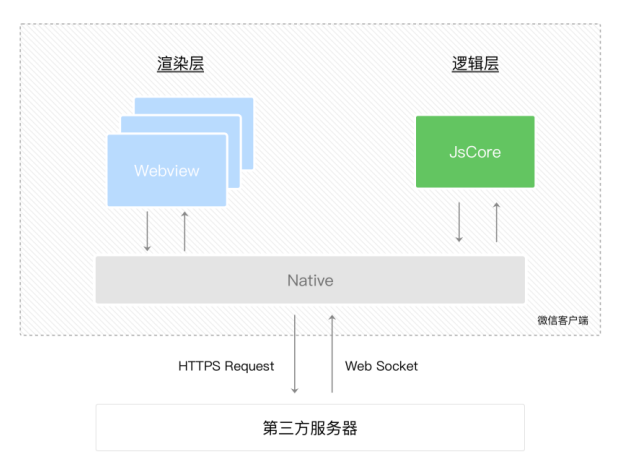 渲染层
逻辑层
Webview
JsCore
Native
微信客户端
HTTPS Request
Web Socket
第三方服务器